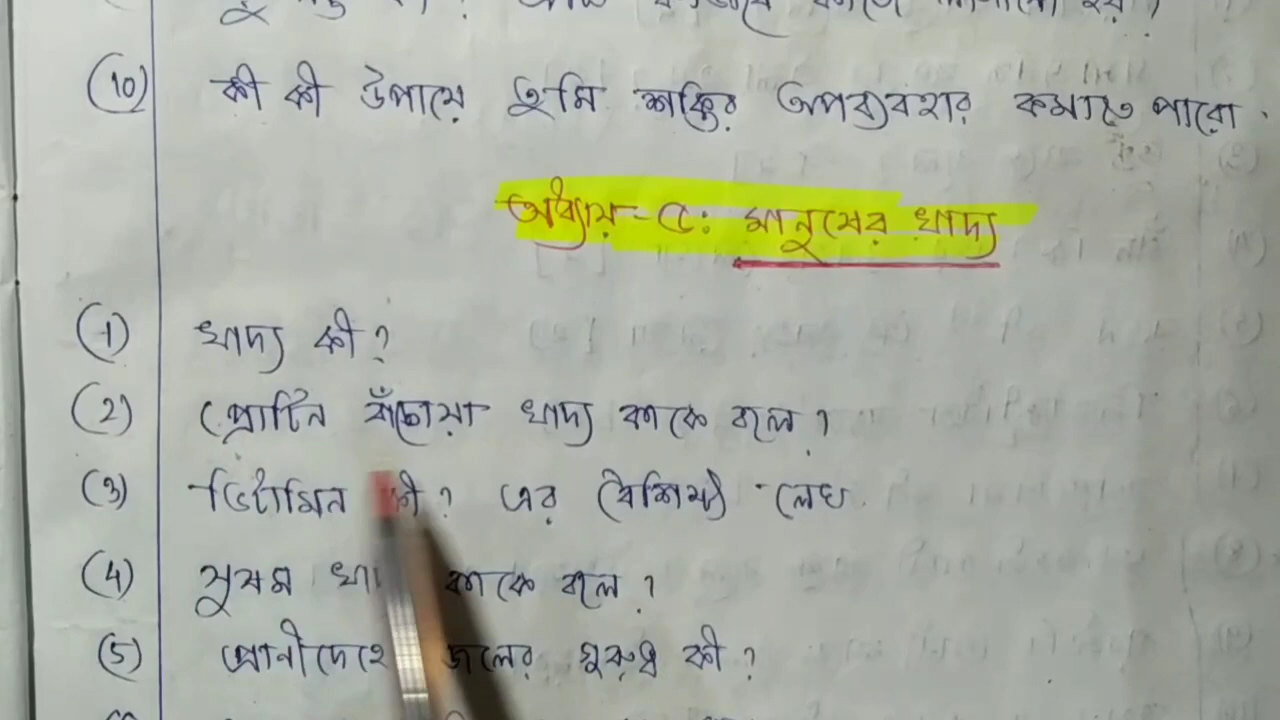 (10) কী কী উপায়ে তুমি শক্তির অপব্যবহার কমাতে পারো.
অধ্যায়-৫: মানুষের খাদ্য
(1) খাদ্য কী?
(2) প্রোটিন বাঁচোয়া খাদ্য কাকে বলে?
(3) ভিটামিন কী? এর বৈশিষ্ট্য লেখ
(4) সুষম কাকে বলে?
(5) প্রানীদেহে জলের গুরুত্ব কী?